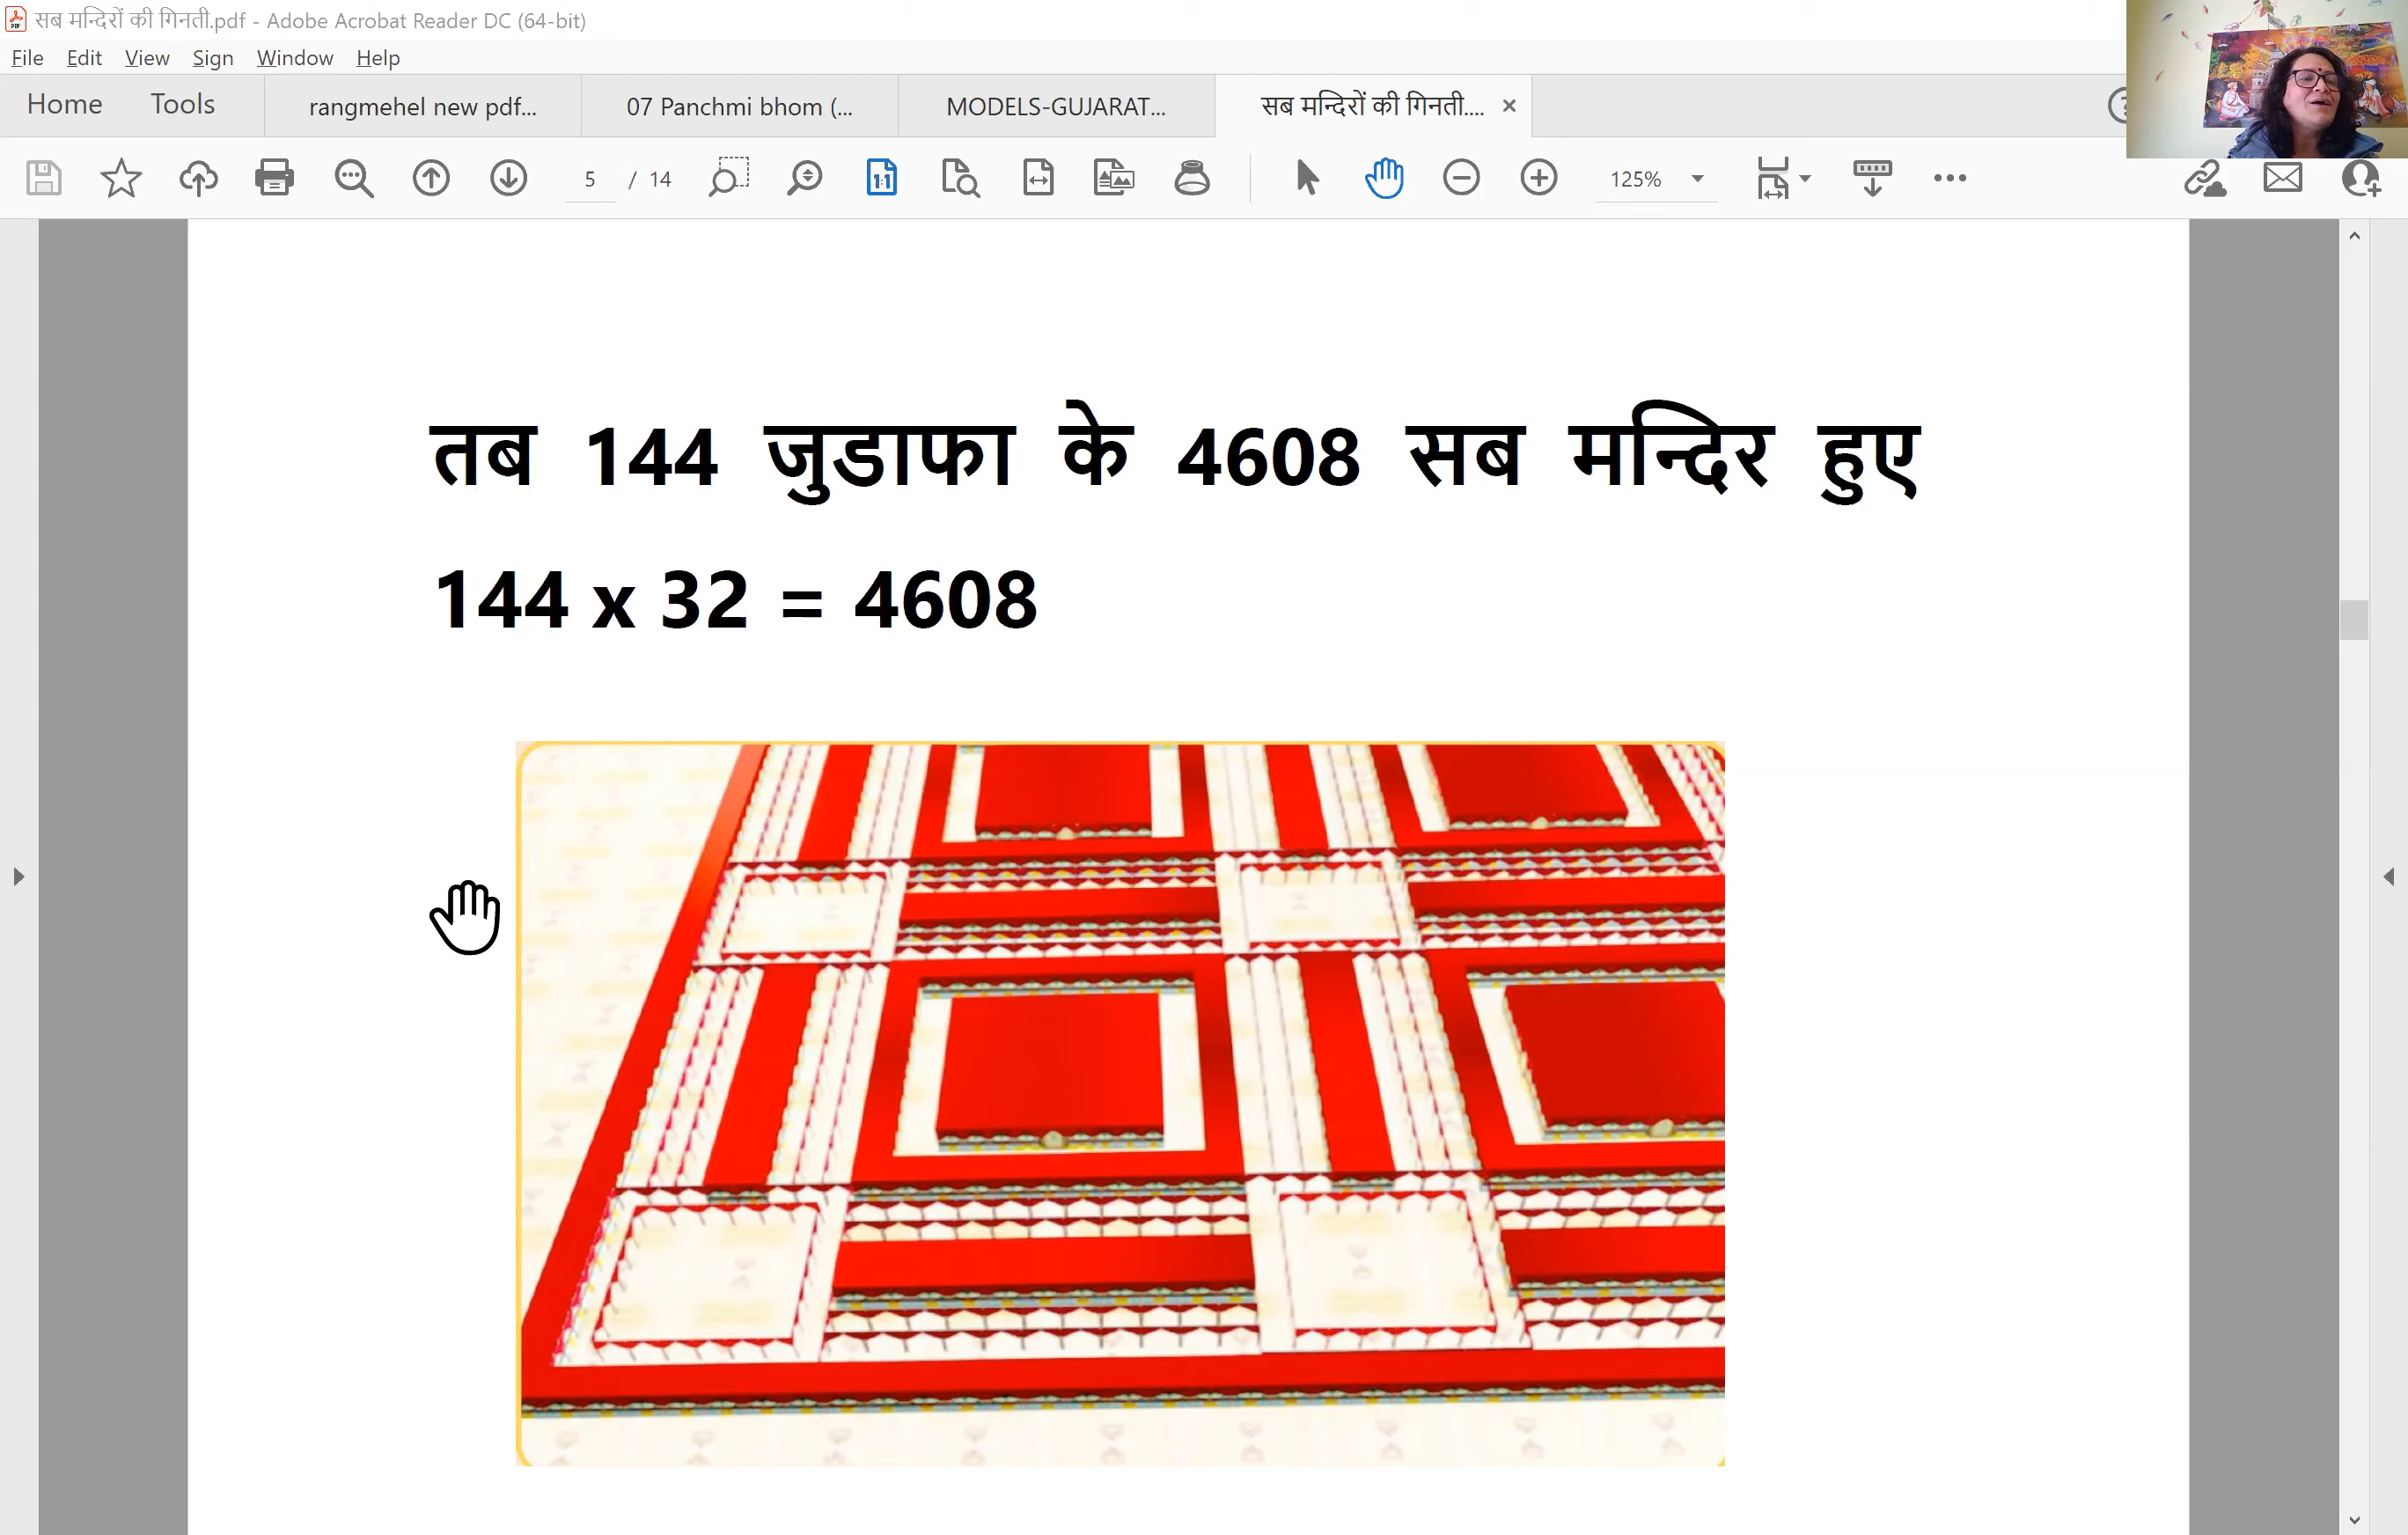 सब मन्दिरों की गिनती.pdf - Adobe Acrobat Reader DC (64-bit)
File Edit View Sign Window Help
Home Tools rangmehel new pdf... 07 Panchmi bhom (... MODELS-GUJARAT... सब मन्दिरों की गिनती.... ×
5 / 14 1:1 125%
तब 144 जुडाफा के 4608 सब मन्दिर हुए
144 x 32 = 4608